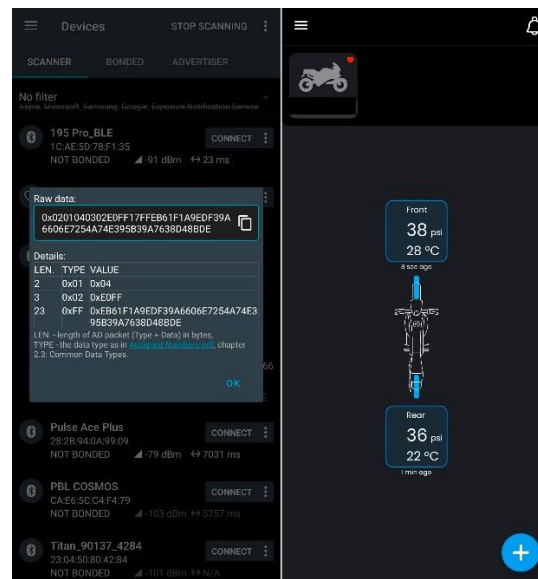 Devices
STOP SCANNING
SCANNER
BONDED
ADVERTISER
No filter
Apple, Microsoft, Samsung, Google, Exposure Notification Service
195 Pro_BLE
1C:AE:5D:78:F1:35
CONNECT
NOT BONDED
-91 dBm
23 ms
Raw data:
0x0201040302E0FF17FFEB61F1A9EDF39A
6606E7254A74E395B39A7638D48BDE
Details:
LEN. TYPE VALUE
2 0x01 0x04
3 0x02 0xE0FF
23 0xFF 0xEB61F1A9EDF39A6606E7254A74E3
95B39A7638D48BDE
LEN. - length of AD packet (Type + Data) in bytes,
TYPE - the data type as in Assigned Numbers.pdf, chapter
2.3: Common Data Types.
66
OK
Pulse Ace Plus
28:2B:94:0A:99:09
CONNECT
NOT BONDED
-79 dBm
7031 ms
PBL COSMOS
CA:E6:5C:C4:F4:79
CONNECT
NOT BONDED
-103 dBm
5757 ms
Titan_90137_4284
23:04:50:80:42:84
CONNECT
NOT BONDED
-101 dBm
N/A
Front
38 psi
28 °C
8 sec ago
Rear
36 psi
22 °C
1 min ago